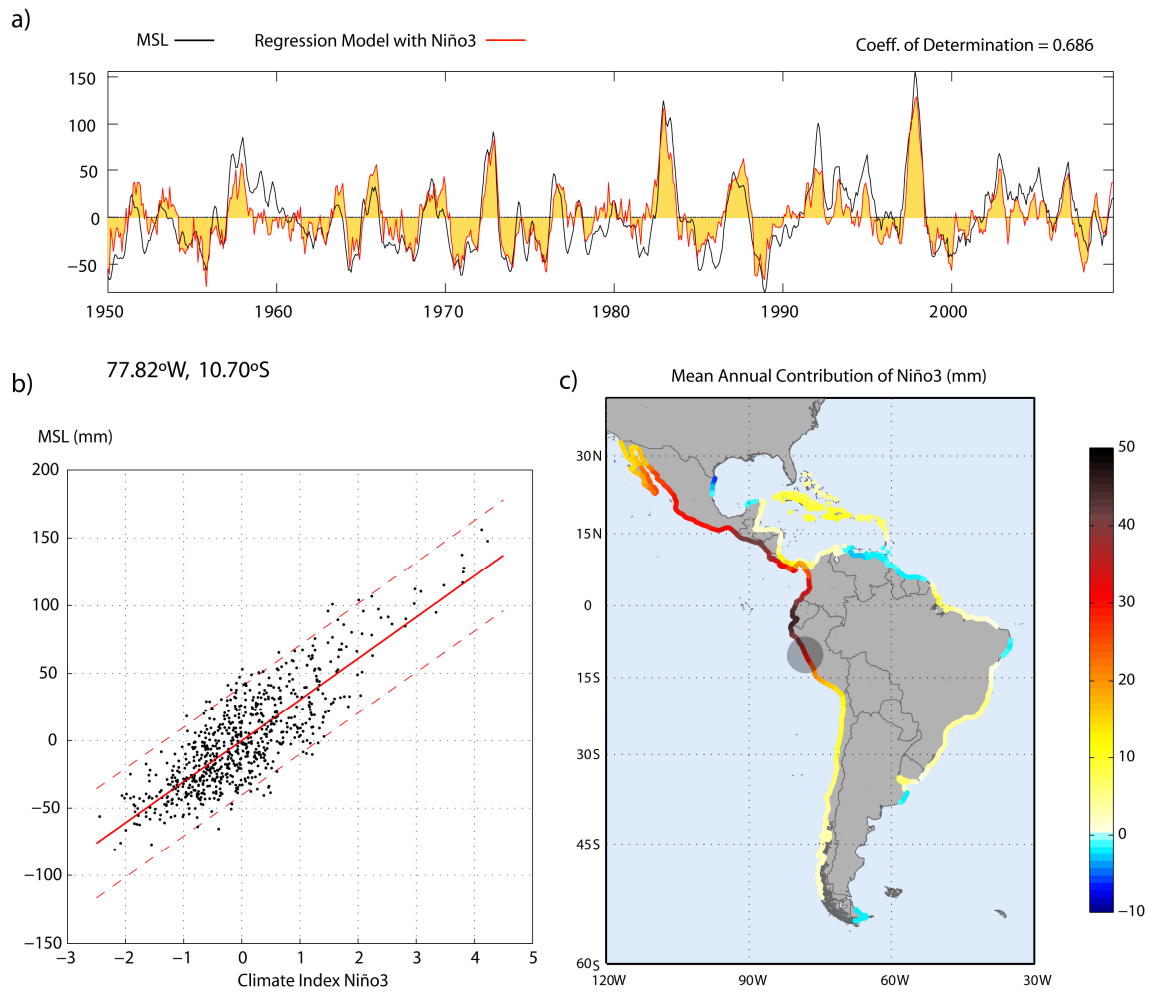 a)
MSL
Regression Model with Niño3
Coeff. of Determination = 0.686
150
100
50
0
−50
1950 1960 1970 1980 1990 2000
77.82ºW, 10.70ºS
b)
MSL (mm)
200
150
100
50
0
−50
−100
−150
−3 −2 −1 0 1 2 3 4 5
Climate Index Niño3
c)
Mean Annual Contribution of Niño3 (mm)
30N
15N
0
15S
30S
45S
60S
120W 90W 60W 30W
50
40
30
20
10
0
−10